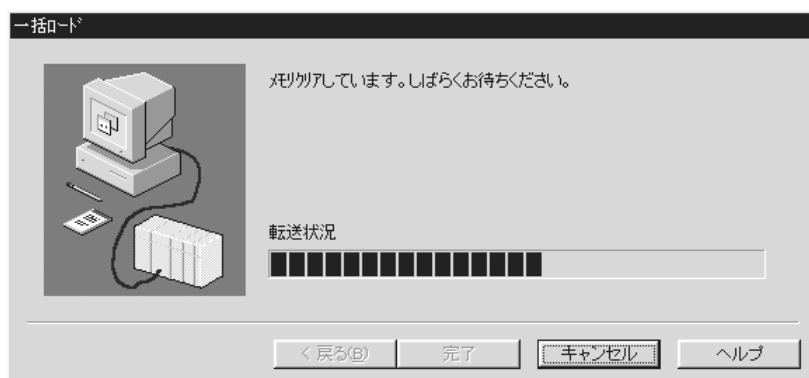 一括ﾛｰﾄﾞ
ﾒﾓﾘｸﾘｱしています。しばらくお待ちください。
転送状況
< 戻る(B)
完了
キャンセル
ヘルプ